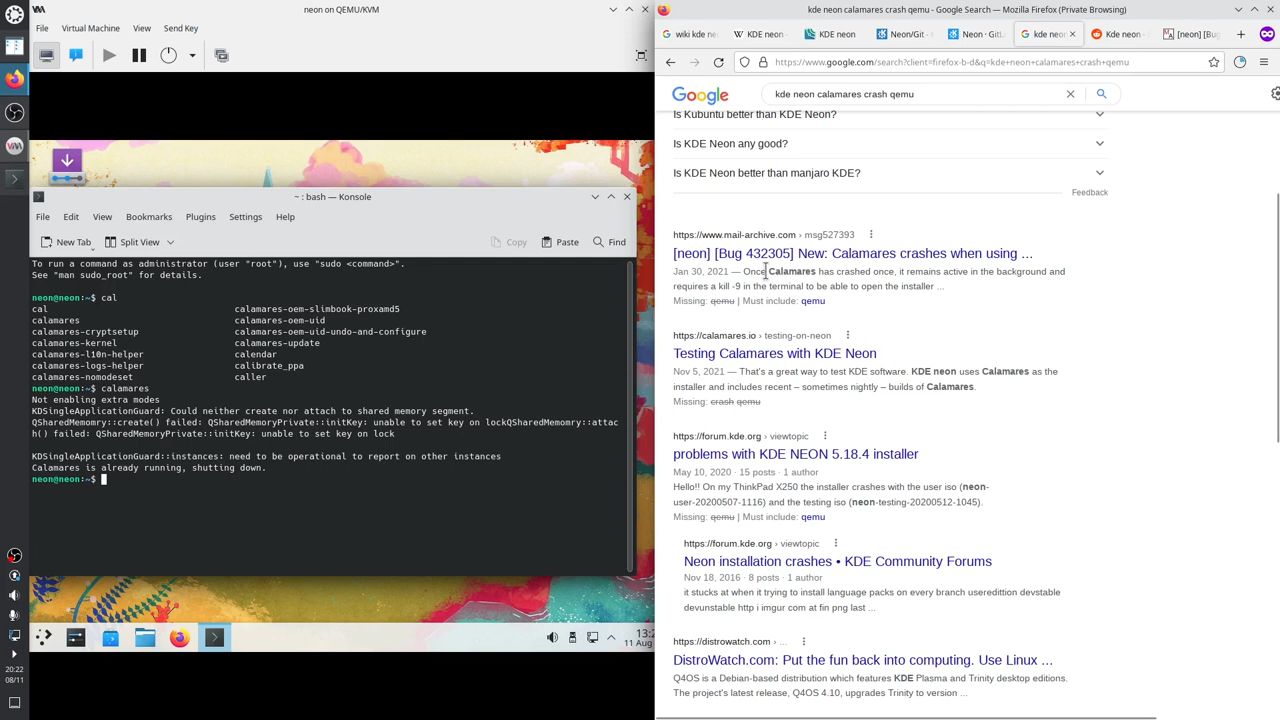 neon on QEMU/KVM
File Virtual Machine View Send Key
~ : bash — Konsole
File Edit View Bookmarks Plugins Settings Help
New Tab Split View Copy Paste Find
To run a command as administrator (user "root"), use "sudo <command>".
See "man sudo_root" for details.
neon@neon:~$ cal
cal calamares-oem-slimbook-proxamd5
calamares calamares-oem-uid
calamares-cryptsetup calamares-oem-uid-undo-and-configure
calamares-kernel calamares-update
calamares-l10n-helper calendar
calamares-logs-helper calibrate_ppa
calamares-nomodeset caller
neon@neon:~$ calamares
Not enabling extra modes
KDSingleApplicationGuard: Could neither create nor attach to shared memory segment.
QSharedMemomry::create() failed: QSharedMemoryPrivate::initKey: unable to set key on lockQSharedMemomry::attac
h() failed: QSharedMemoryPrivate::initKey: unable to set key on lock
KDSingleApplicationGuard::instances: need to be operational to report on other instances
Calamares is already running, shutting down.
neon@neon:~$
13:2
11 Aug
20:22
08/11
kde neon calamares crash qemu - Google Search — Mozilla Firefox (Private Browsing)
wiki kde ne KDE neon - KDE neon Neon/Git - Neon · GitL kde neo Kde neon [neon] [Bug
https://www.google.com/search?client=firefox-b-d&q=kde+neon+calamares+crash+qemu
Google kde neon calamares crash qemu
Is Kubuntu better than KDE Neon?
Is KDE Neon any good?
Is KDE Neon better than manjaro KDE?
Feedback
https://www.mail-archive.com › msg527393
[neon] [Bug 432305] New: Calamares crashes when using ...
Jan 30, 2021 — Once Calamares has crashed once, it remains active in the background and
requires a kill -9 in the terminal to be able to open the installer ...
Missing: qemu | Must include: qemu
https://calamares.io › testing-on-neon
Testing Calamares with KDE Neon
Nov 5, 2021 — That's a great way to test KDE software. KDE neon uses Calamares as the
installer and includes recent – sometimes nightly – builds of Calamares.
Missing: crash qemu
https://forum.kde.org › viewtopic
problems with KDE NEON 5.18.4 installer
May 10, 2020 · 15 posts · 1 author
Hello!! On my ThinkPad X250 the installer crashes with the user iso (neon-
user-20200507-1116) and the testing iso (neon-testing-20200512-1045).
Missing: qemu | Must include: qemu
https://forum.kde.org › viewtopic
Neon installation crashes • KDE Community Forums
Nov 18, 2016 · 8 posts · 1 author
it stucks at when it trying to install language packs on every branch useredittion devstable
devunstable http i imgur com at fin png last ...
https://distrowatch.com › ...
DistroWatch.com: Put the fun back into computing. Use Linux ...
Q4OS is a Debian-based distribution which features KDE Plasma and Trinity desktop editions.
The project's latest release, Q4OS 4.10, upgrades Trinity to version ...